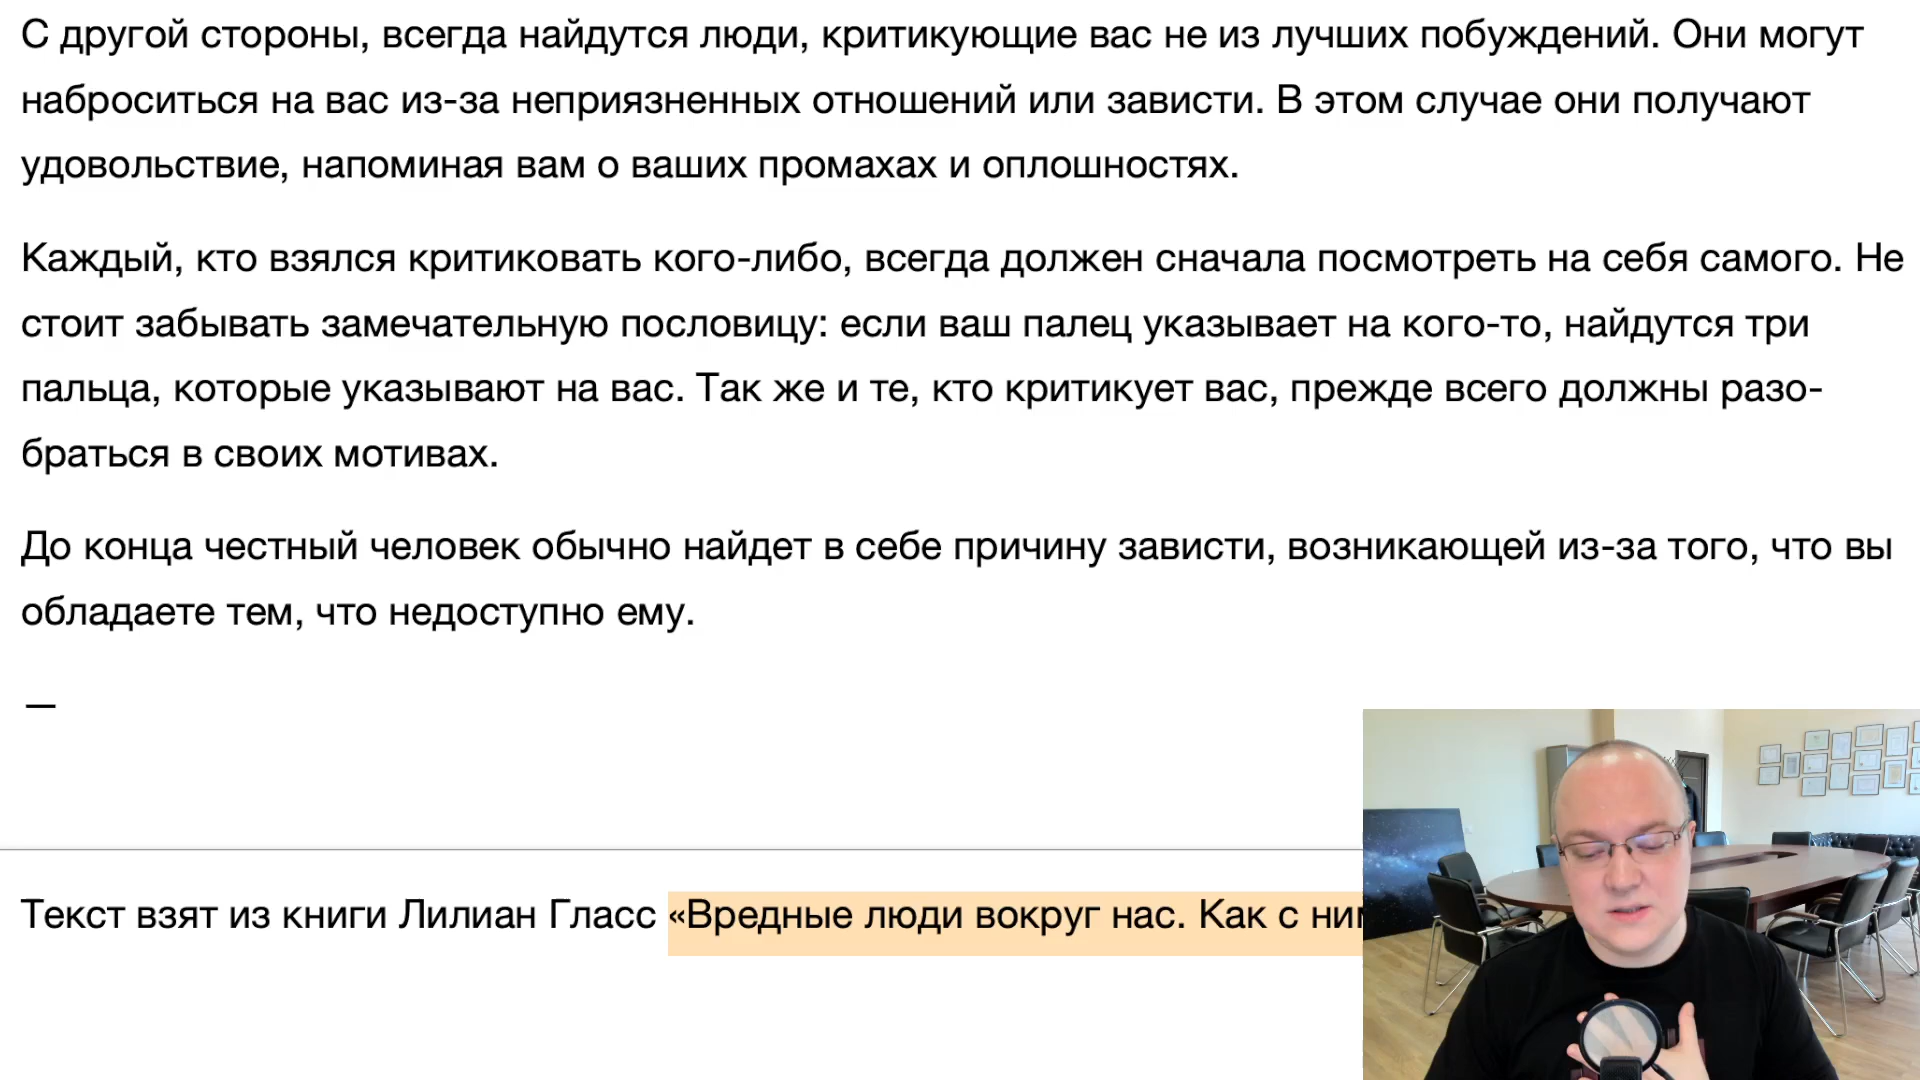 С другой стороны, всегда найдутся люди, критикующие вас не из лучших побуждений. Они могут
наброситься на вас из-за неприязненных отношений или зависти. В этом случае они получают
удовольствие, напоминая вам о ваших промахах и оплошностях.
Каждый, кто взялся критиковать кого-либо, всегда должен сначала посмотреть на себя самого. Не
стоит забывать замечательную пословицу: если ваш палец указывает на кого-то, найдутся три
пальца, которые указывают на вас. Так же и те, кто критикует вас, прежде всего должны разо-
браться в своих мотивах.
До конца честный человек обычно найдет в себе причину зависти, возникающей из-за того, что вы
обладаете тем, что недоступно ему.
—
Текст взят из книги Лилиан Гласс «Вредные люди вокруг нас. Как с